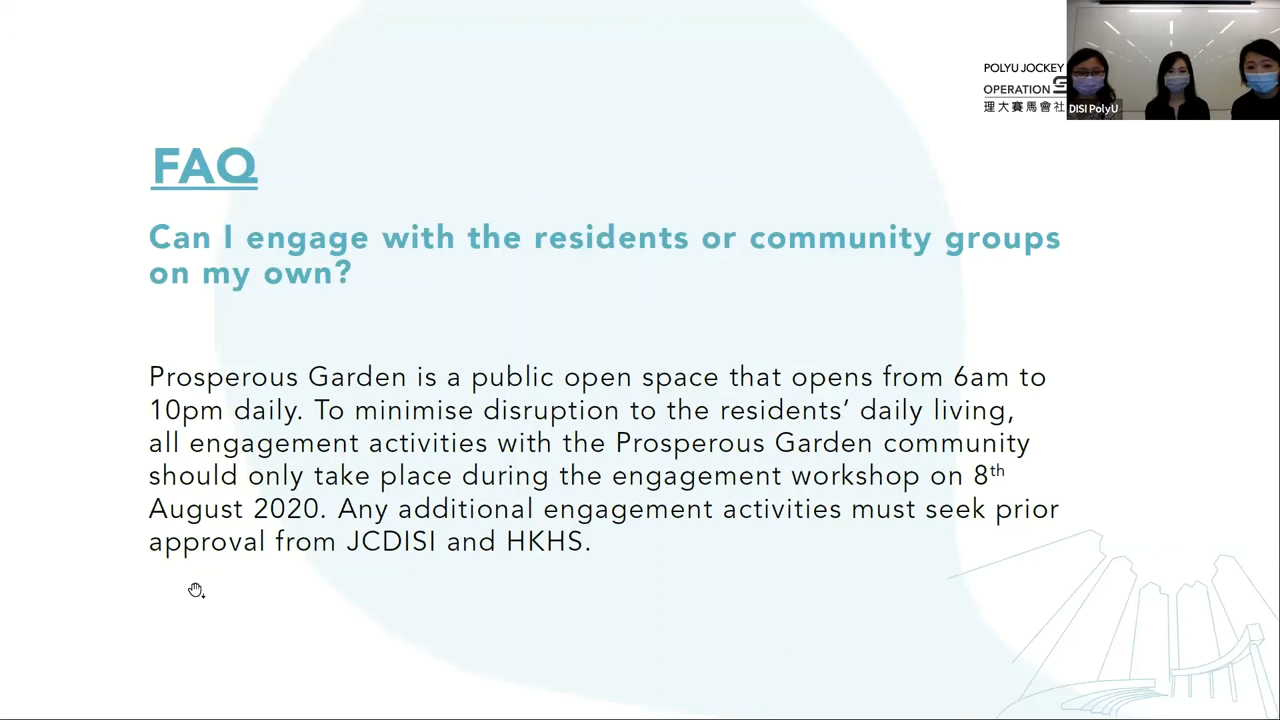 POLYU JOCKEY
OPERATION
理大賽馬會社
DISI PolyU
FAQ
Can I engage with the residents or community groups
on my own?
Prosperous Garden is a public open space that opens from 6am to
10pm daily. To minimise disruption to the residents’ daily living,
all engagement activities with the Prosperous Garden community
should only take place during the engagement workshop on 8th
August 2020. Any additional engagement activities must seek prior
approval from JCDISI and HKHS.